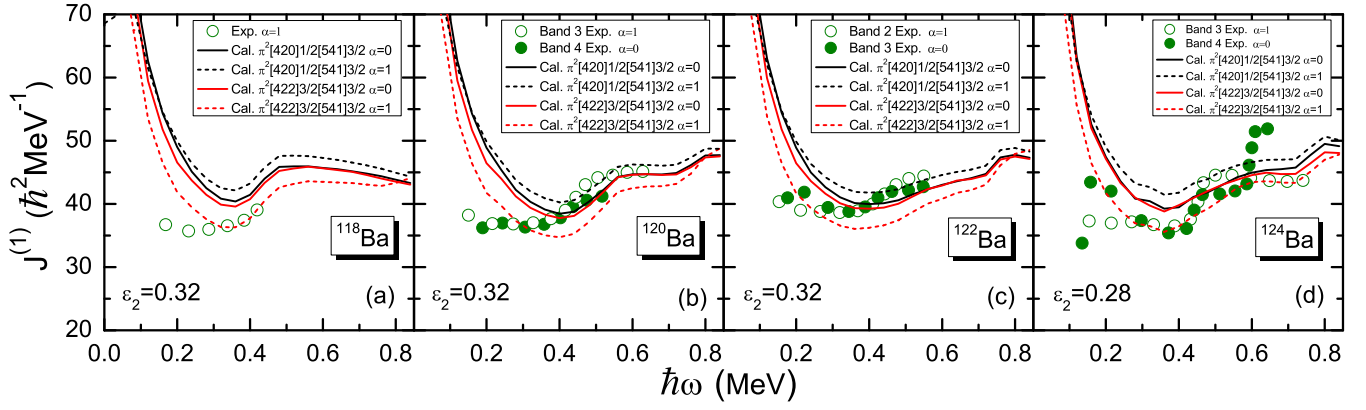 J⁽¹⁾ (ħ²MeV⁻¹)
70
60
50
40
30
20
Exp. α=1
Cal. π²[420]1/2[541]3/2 α=0
Cal. π²[420]1/2[541]3/2 α=1
Cal. π²[422]3/2[541]3/2 α=0
Cal. π²[422]3/2[541]3/2 α=1
¹¹⁸Ba
ε₂=0.32
(a)
Band 3 Exp. α=1
Band 4 Exp. α=0
Cal. π²[420]1/2[541]3/2 α=0
Cal. π²[420]1/2[541]3/2 α=1
Cal. π²[422]3/2[541]3/2 α=0
Cal. π²[422]3/2[541]3/2 α=1
¹²⁰Ba
ε₂=0.32
(b)
Band 2 Exp. α=1
Band 3 Exp. α=0
Cal. π²[420]1/2[541]3/2 α=0
Cal. π²[420]1/2[541]3/2 α=1
Cal. π²[422]3/2[541]3/2 α=0
Cal. π²[422]3/2[541]3/2 α=1
¹²²Ba
ε₂=0.32
(c)
Band 3 Exp. α=1
Band 4 Exp. α=0
Cal. π²[420]1/2[541]3/2 α=0
Cal. π²[420]1/2[541]3/2 α=1
Cal. π²[422]3/2[541]3/2 α=0
Cal. π²[422]3/2[541]3/2 α=1
¹²⁴Ba
ε₂=0.28
(d)
0.0 0.2 0.4 0.6 0.8 0.2 0.4 0.6 0.8 0.2 0.4 0.6 0.8 0.2 0.4 0.6 0.8
ħω (MeV)